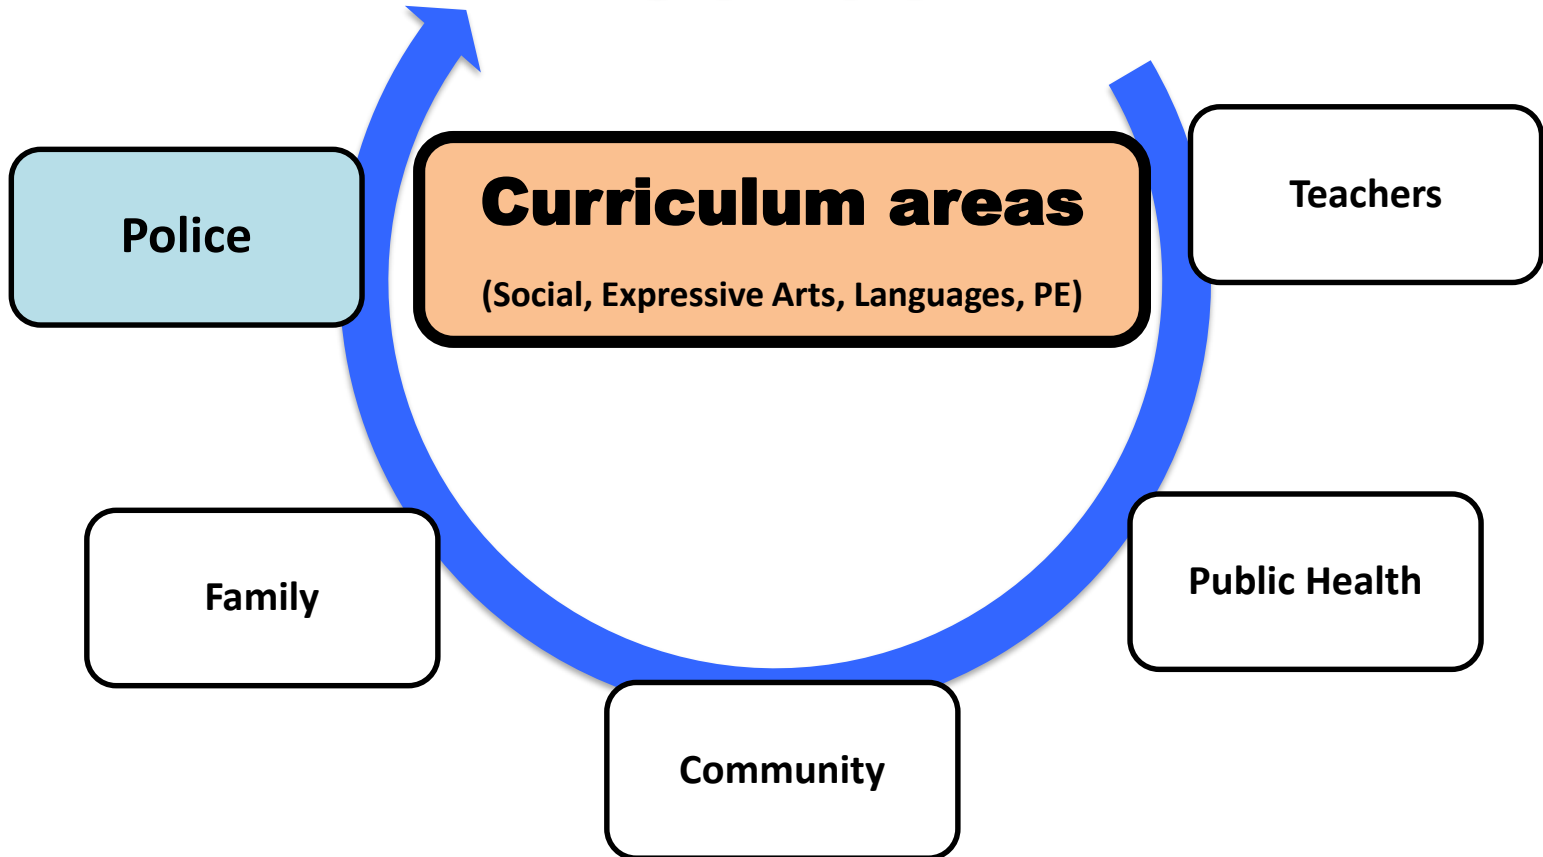 Curriculum areas
(Social, Expressive Arts, Languages, PE)
Teachers
Police
Public Health
Family
Community